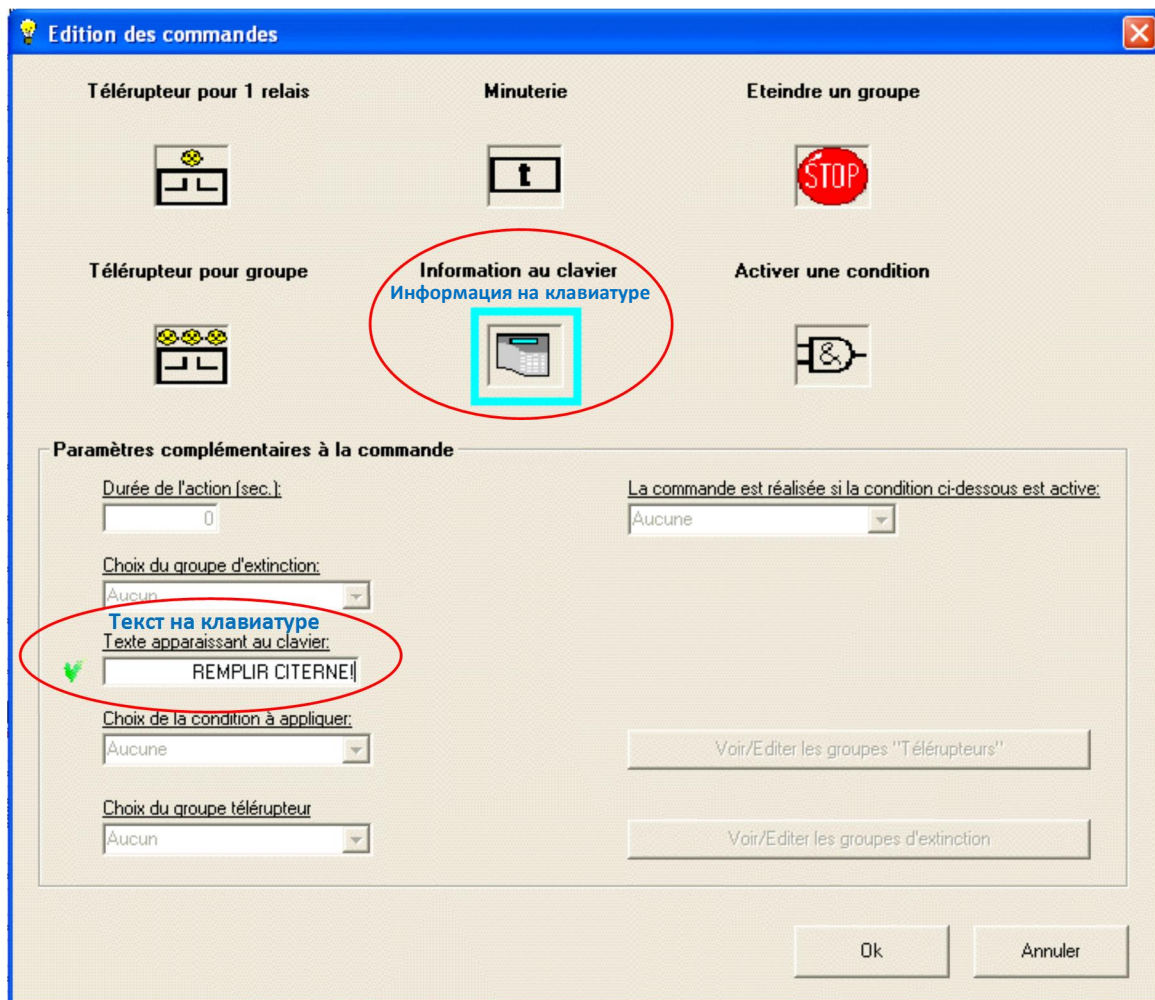 Edition des commandes
Télérupteur pour 1 relais
Minuterie
Eteindre un groupe
t
STOP
Télérupteur pour groupe
Information au clavier
Информация на клавиатуре
Activer une condition
&
Paramètres complémentaires à la commande
Durée de l'action (sec.):
0
La commande est réalisée si la condition ci-dessous est active:
Aucune
Choix du groupe d'extinction:
Aucun
Текст на клавиатуре
Texte apparaissant au clavier:
REMPLIR CITERNE!
Choix de la condition à appliquer:
Aucune
Voir/Editer les groupes "Télérupteurs"
Choix du groupe télérupteur
Aucun
Voir/Editer les groupes d'extinction
Ok
Annuler